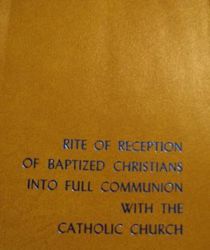 RITE OF RECEPTION
OF BAPTIZED CHRISTIANS
INTO FULL COMMUNION
WITH THE
CATHOLIC CHURCH